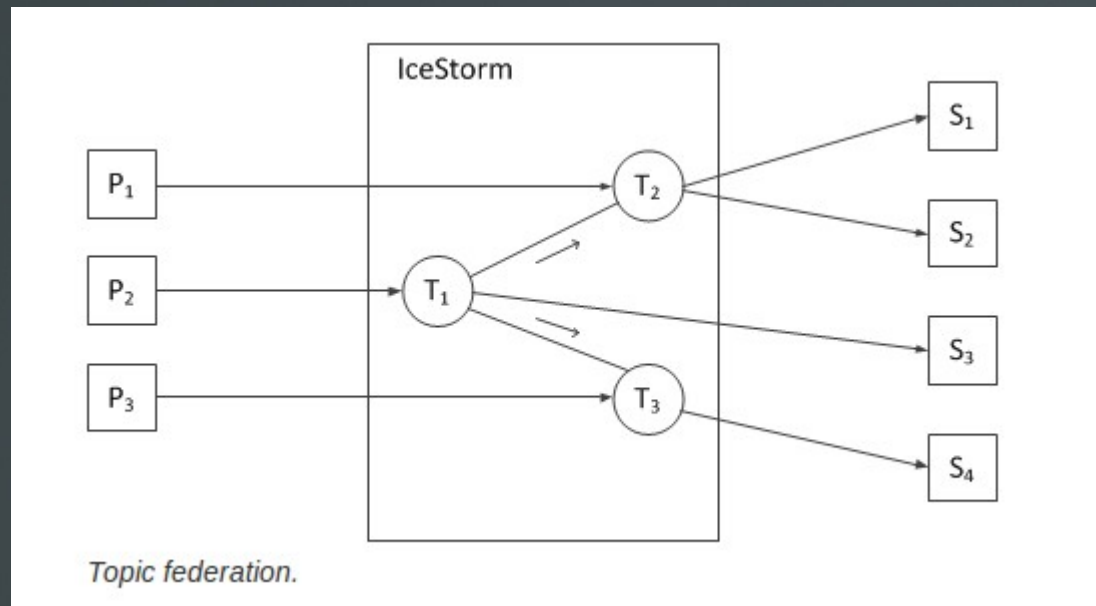 IceStorm
S₁
P₁
T₂
S₂
P₂
T₁
S₃
P₃
T₃
S₄
Topic federation.